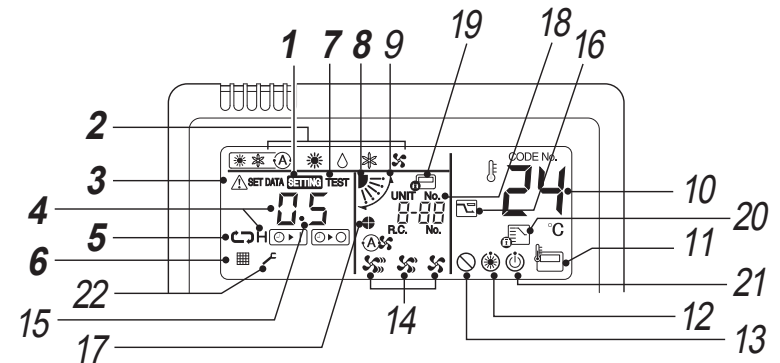 19 18
1 7 8 9 16
2
CODE No.
A
3 SET DATA SETTING TEST
UNIT No.
24 10
4 0.5
8-88
R.C. No.
°C 20
5 H
A 11
6
22 21
15 14 12
17 13